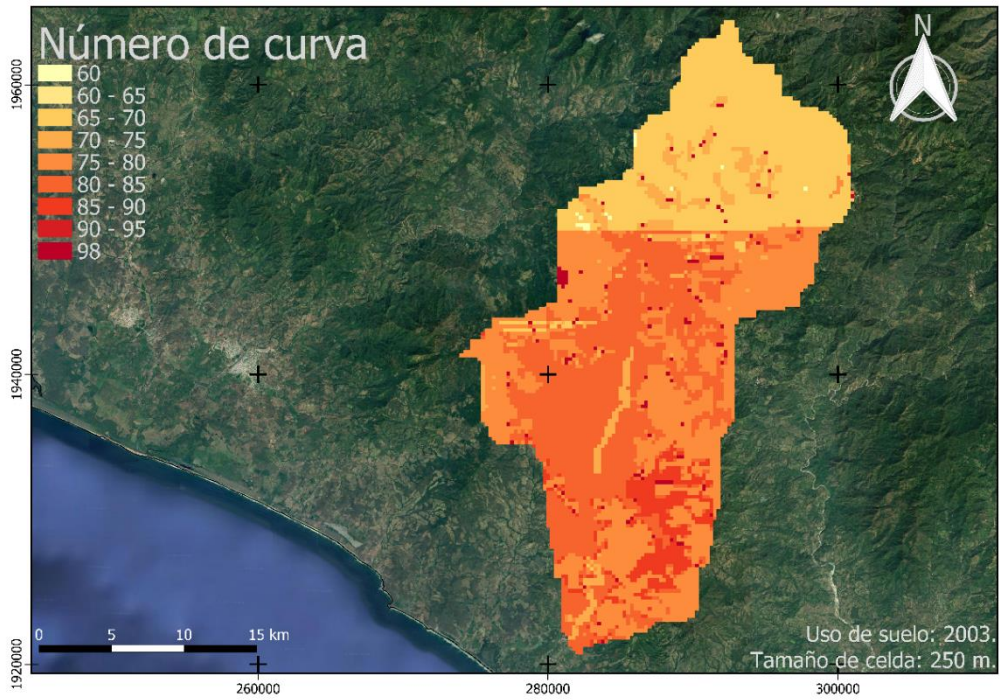 Número de curva
60
60 - 65
65 - 70
70 - 75
75 - 80
80 - 85
85 - 90
90 - 95
98
N
1960000
1940000
1920000
0 5 10 15 km
Uso de suelo: 2003.
Tamaño de celda: 250 m.
260000 280000 300000